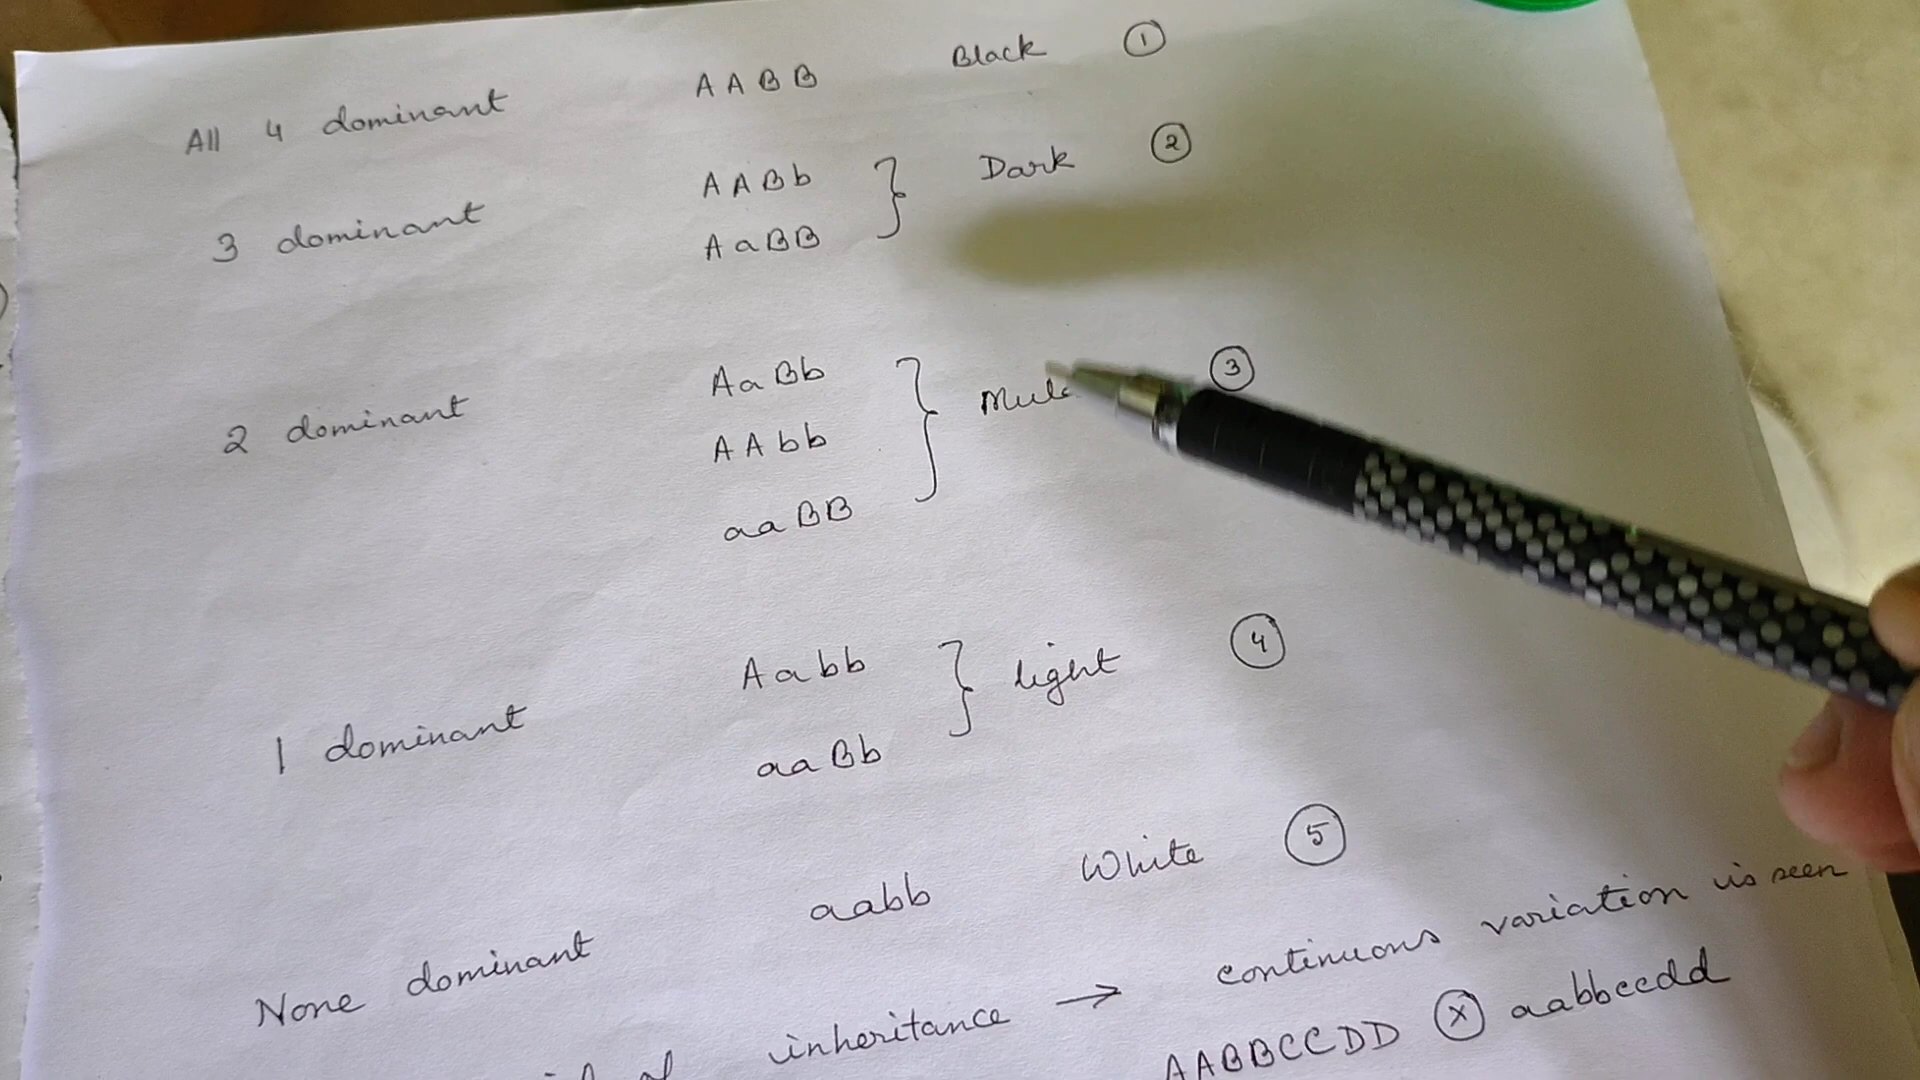 All 4 dominant AABB Black 1
3 dominant AABb } Dark 2
AaBB
2 dominant AaBb } 3
AAbb
aaBB
1 dominant Aabb } light 4
aaBb
None dominant aabb White 5
inheritance → continuous variation is seen
AABBCCDD X aabbccdd